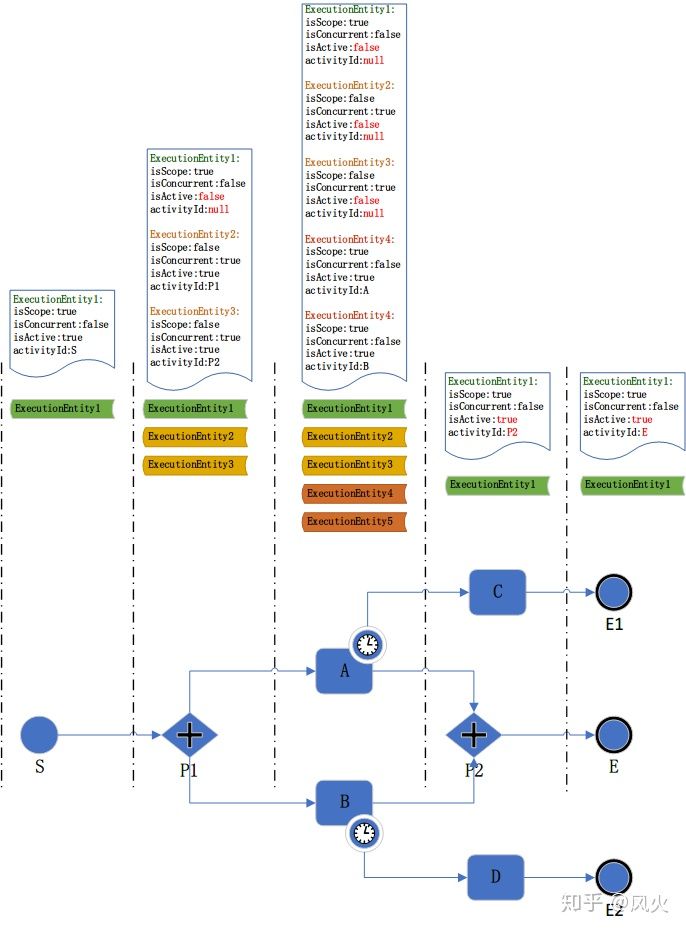 ExecutionEntity1:
isScope:true
isConcurrent:false
isActive:false
activityId:null
ExecutionEntity2:
isScope:false
isConcurrent:true
isActive:false
activityId:null
ExecutionEntity3:
isScope:false
isConcurrent:true
isActive:false
activityId:null
ExecutionEntity4:
isScope:true
isConcurrent:false
isActive:true
activityId:A
ExecutionEntity4:
isScope:true
isConcurrent:false
isActive:true
activityId:B
ExecutionEntity1:
isScope:true
isConcurrent:false
isActive:false
activityId:null
ExecutionEntity2:
isScope:false
isConcurrent:true
isActive:true
activityId:P1
ExecutionEntity3:
isScope:false
isConcurrent:true
isActive:true
activityId:P2
ExecutionEntity1:
isScope:true
isConcurrent:false
isActive:true
activityId:S
ExecutionEntity1:
isScope:true
isConcurrent:false
isActive:true
activityId:P2
ExecutionEntity1:
isScope:true
isConcurrent:false
isActive:true
activityId:E
ExecutionEntity1
ExecutionEntity1
ExecutionEntity2
ExecutionEntity3
ExecutionEntity1
ExecutionEntity2
ExecutionEntity3
ExecutionEntity4
ExecutionEntity5
ExecutionEntity1
ExecutionEntity1
C
E1
A
S
P1
P2
E
B
D
E2
知乎 @风火